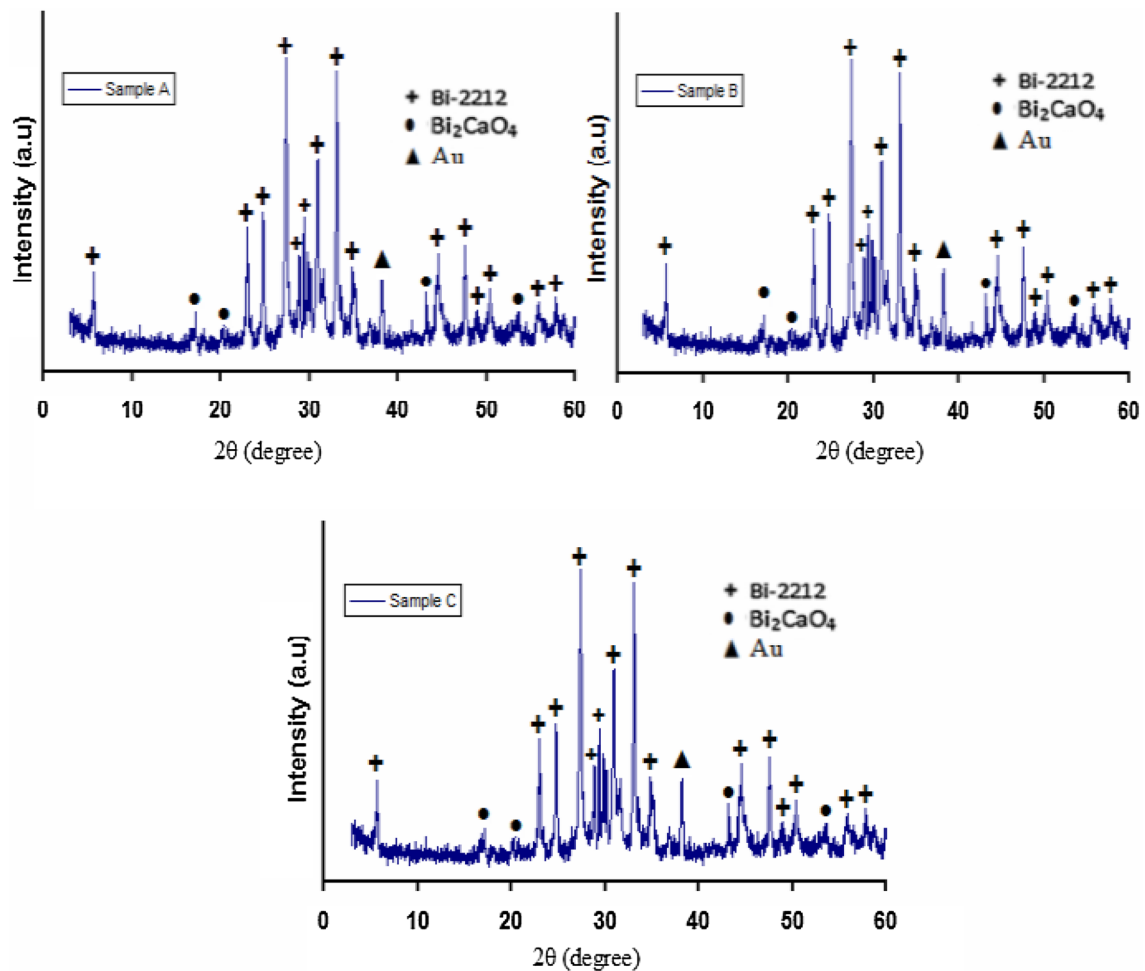 Sample A
+ Bi-2212
● Bi₂CaO₄
▲ Au
Intensity (a.u)
0 10 20 30 40 50 60
2θ (degree)
Sample B
+ Bi-2212
● Bi₂CaO₄
▲ Au
Intensity (a.u)
0 10 20 30 40 50 60
2θ (degree)
Sample C
+ Bi-2212
● Bi₂CaO₄
▲ Au
Intensity (a.u)
0 10 20 30 40 50 60
2θ (degree)